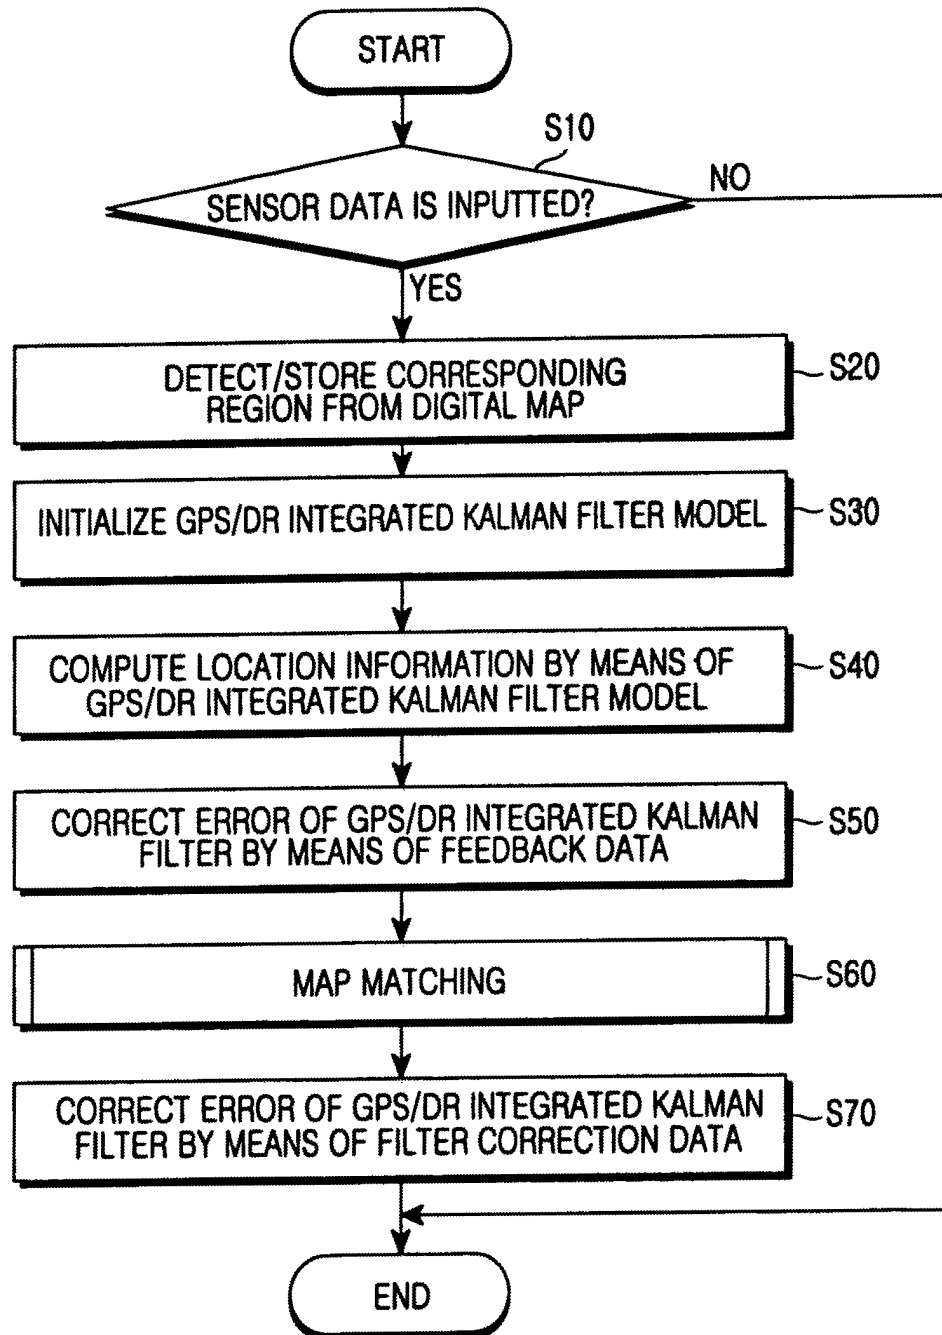 START
S10
SENSOR DATA IS INPUTTED?
NO
YES
DETECT/STORE CORRESPONDING
REGION FROM DIGITAL MAP
S20
INITIALIZE GPS/DR INTEGRATED KALMAN FILTER MODEL
S30
COMPUTE LOCATION INFORMATION BY MEANS OF
GPS/DR INTEGRATED KALMAN FILTER MODEL
S40
CORRECT ERROR OF GPS/DR INTEGRATED KALMAN
FILTER BY MEANS OF FEEDBACK DATA
S50
MAP MATCHING
S60
CORRECT ERROR OF GPS/DR INTEGRATED KALMAN
FILTER BY MEANS OF FILTER CORRECTION DATA
S70
END